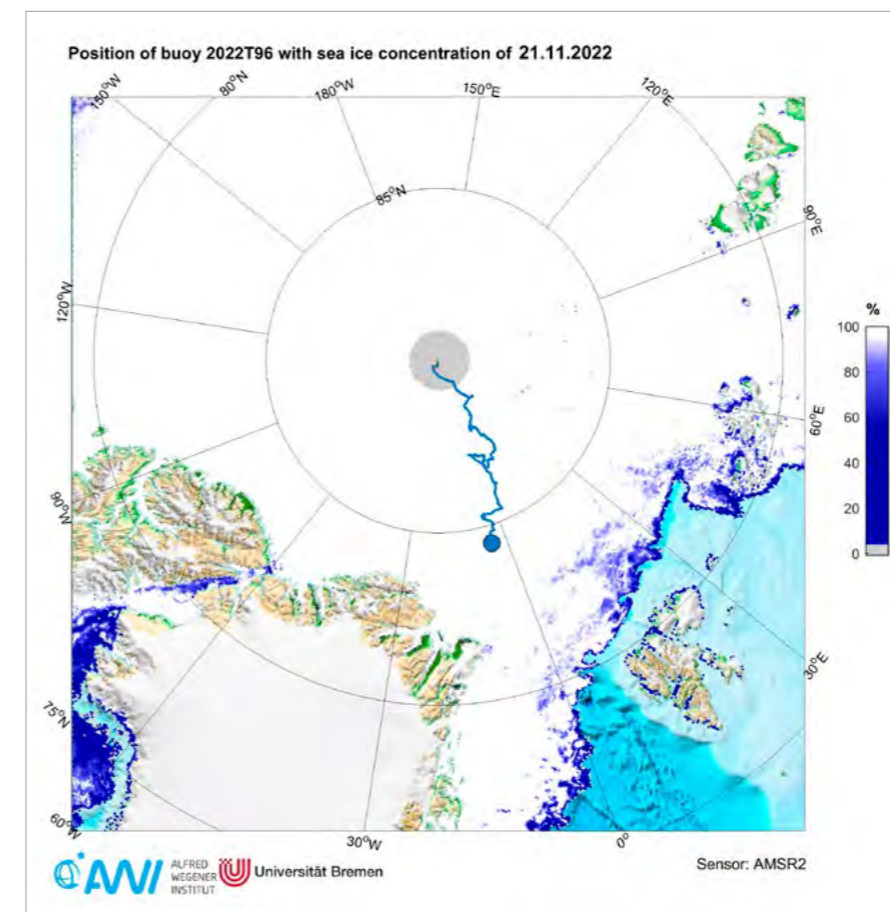 Position of buoy 2022T96 with sea ice concentration of 21.11.2022
150°W
80°N
180°W
150°E
120°E
85°N
90°E
120°W
%
100
80
60
40
20
0
60°E
90°W
30°E
75°N
60°W
30°W
0°
AWI
ALFRED
WEGENER
INSTITUT
Universität Bremen
Sensor: AMSR2